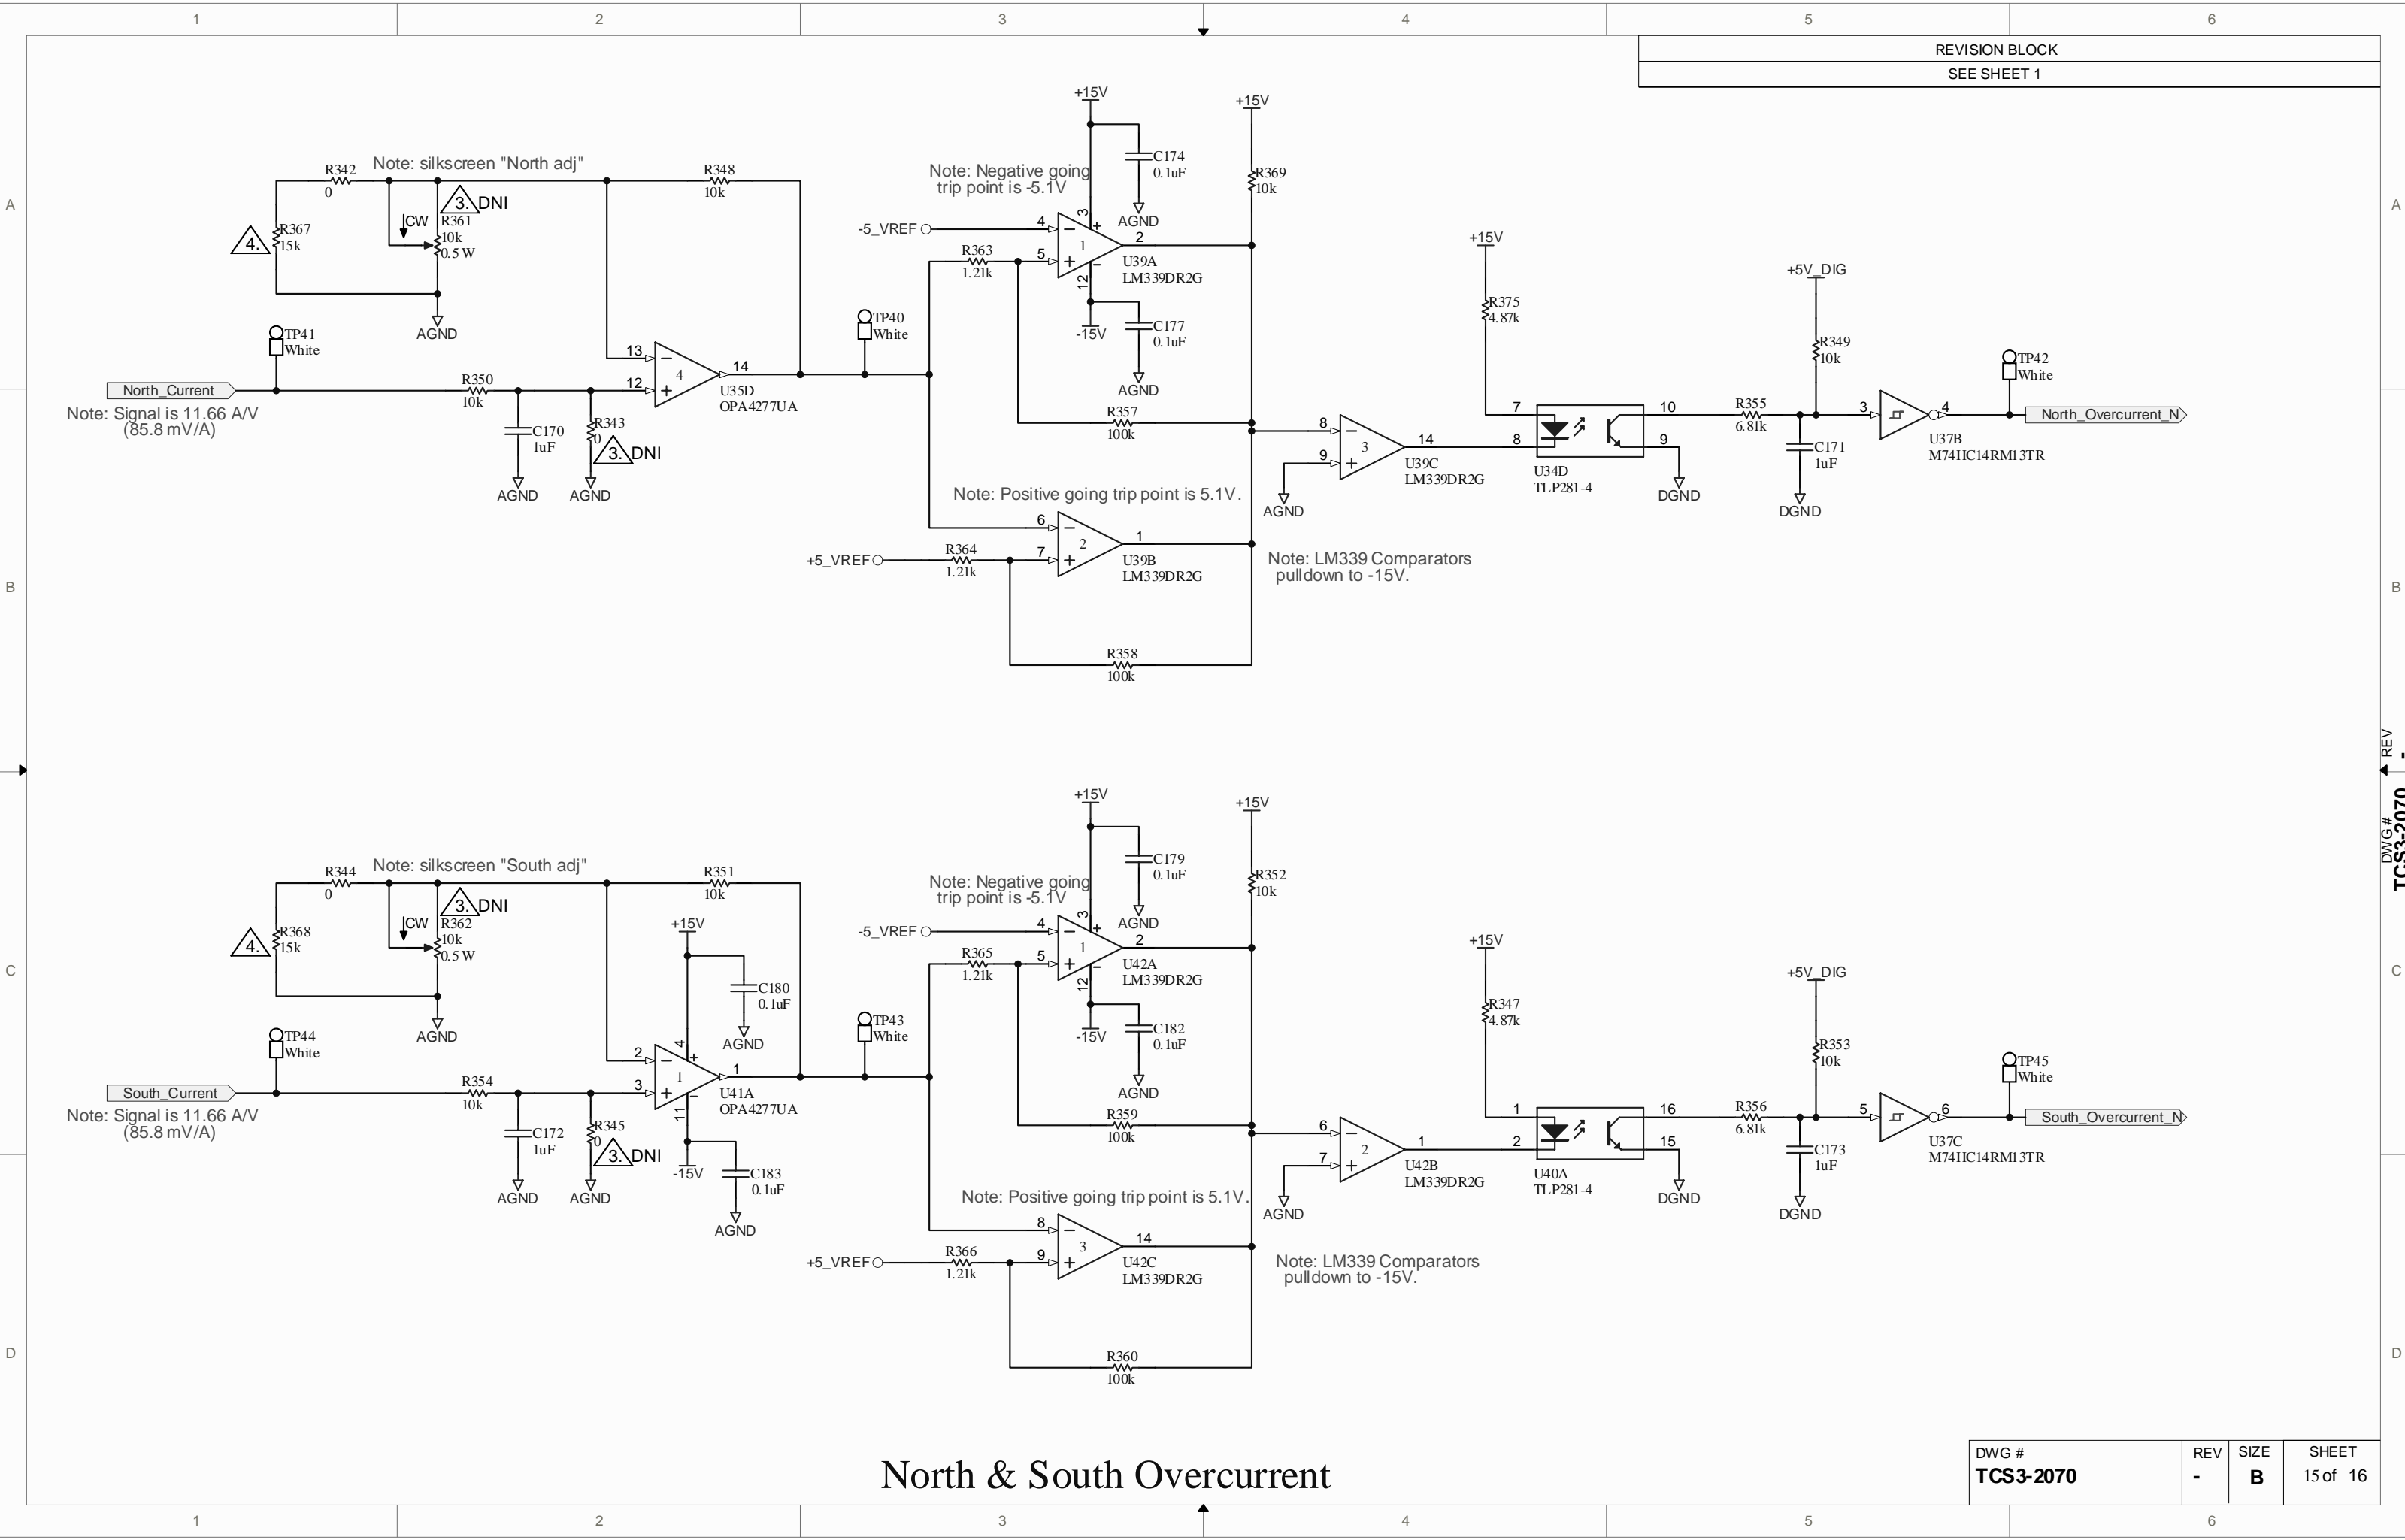 1 2 3 4 5 6
REVISION BLOCK
SEE SHEET 1
A
A
B
B
C
C
D
D
+15V
+15V
C174
0.1uF
AGND
R369
10k
Note: silkscreen "North adj"
R342
0
R348
10k
3. DNI
CW
R361
10k
0.5 W
4.
R367
15k
AGND
Note: Negative going
trip point is -5.1V
-5_VREF
4
5
3
+
−
+
−
1
2
12
R363
1.21k
U39A
LM339DR2G
-15V
C177
0.1uF
AGND
TP41
White
TP40
White
13
12
−
+
4
14
U35D
OPA4277UA
North_Current
Note: Signal is 11.66 A/V
(85.8 mV/A)
R350
10k
C170
1uF
R343
0
3. DNI
AGND
AGND
R357
100k
+15V
R375
4.87k
+5V_DIG
R349
10k
TP42
White
8
9
−
+
3
14
U39C
LM339DR2G
AGND
7
8
10
9
U34D
TLP281-4
DGND
R355
6.81k
C171
1uF
DGND
3
4
U37B
M74HC14RM13TR
North_Overcurrent_N
Note: Positive going trip point is 5.1V.
6
7
−
+
2
1
+5_VREF
R364
1.21k
U39B
LM339DR2G
Note: LM339 Comparators
pulldown to -15V.
R358
100k
+15V
+15V
C179
0.1uF
AGND
R352
10k
Note: silkscreen "South adj"
R344
0
R351
10k
3. DNI
CW
R362
10k
0.5 W
4.
R368
15k
AGND
+15V
C180
0.1uF
AGND
Note: Negative going
trip point is -5.1V
-5_VREF
4
5
3
+
−
+
−
1
2
12
R365
1.21k
U42A
LM339DR2G
-15V
C182
0.1uF
AGND
TP44
White
TP43
White
2
3
4
+
−
+
−
1
1
11
U41A
OPA4277UA
-15V
C183
0.1uF
AGND
South_Current
Note: Signal is 11.66 A/V
(85.8 mV/A)
R354
10k
C172
1uF
R345
0
3. DNI
AGND
AGND
R359
100k
+15V
R347
4.87k
+5V_DIG
R353
10k
TP45
White
6
7
−
+
2
1
U42B
LM339DR2G
AGND
1
2
16
15
U40A
TLP281-4
DGND
R356
6.81k
C173
1uF
DGND
5
6
U37C
M74HC14RM13TR
South_Overcurrent_N
Note: Positive going trip point is 5.1V.
8
9
−
+
3
14
+5_VREF
R366
1.21k
U42C
LM339DR2G
Note: LM339 Comparators
pulldown to -15V.
R360
100k
REV
-
DWG #
TCS3-2070
North & South Overcurrent
DWG #
TCS3-2070
REV
-
SIZE
B
SHEET
15 of 16
1 2 3 4 5 6